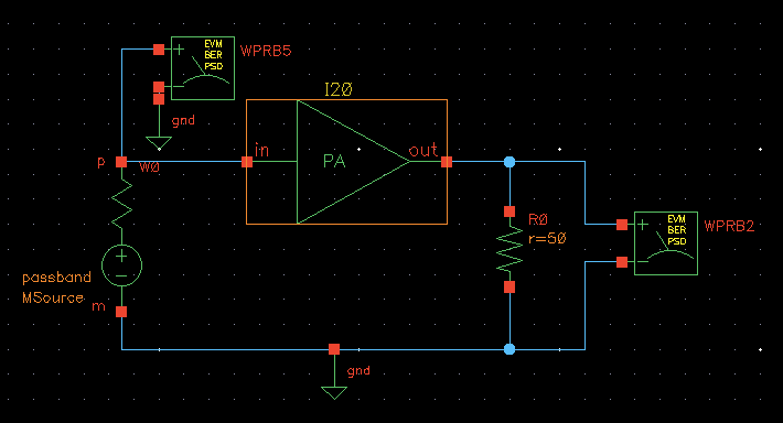 EVM
BER
PSD
WPRB5
gnd
I20
p
W0
in
PA
out
R0
r=50
EVM
BER
PSD
WPRB2
passband
MSource
m
gnd